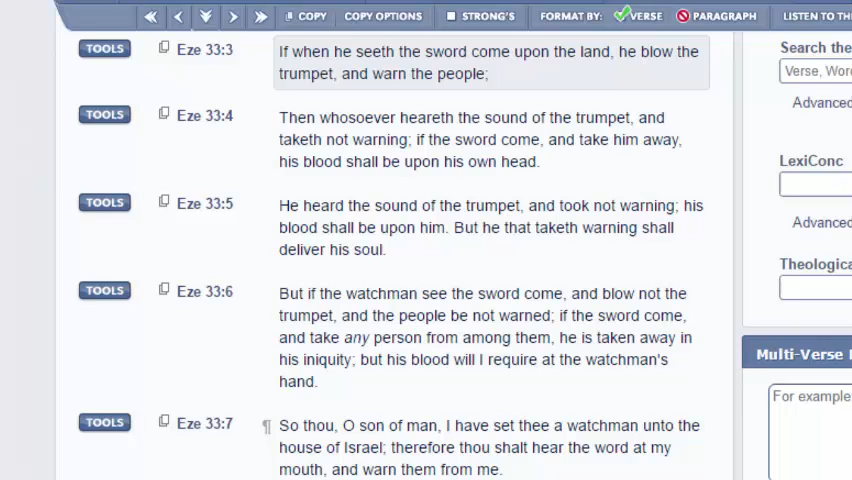 COPY COPY OPTIONS STRONG'S FORMAT BY: VERSE PARAGRAPH LISTEN TO
TOOLS Eze 33:3 If when he seeth the sword come upon the land, he blow the
trumpet, and warn the people;
TOOLS Eze 33:4 Then whosoever heareth the sound of the trumpet, and
taketh not warning; if the sword come, and take him away,
his blood shall be upon his own head.
TOOLS Eze 33:5 He heard the sound of the trumpet, and took not warning; his
blood shall be upon him. But he that taketh warning shall
deliver his soul.
TOOLS Eze 33:6 But if the watchman see the sword come, and blow not the
trumpet, and the people be not warned; if the sword come,
and take any person from among them, he is taken away in
his iniquity; but his blood will I require at the watchman's
hand.
TOOLS Eze 33:7 ¶ So thou, O son of man, I have set thee a watchman unto the
house of Israel; therefore thou shalt hear the word at my
mouth, and warn them from me.
Search the
Verse, Wor
Advanced
LexiConc
Advanced
Theologica
Multi-Verse
For example